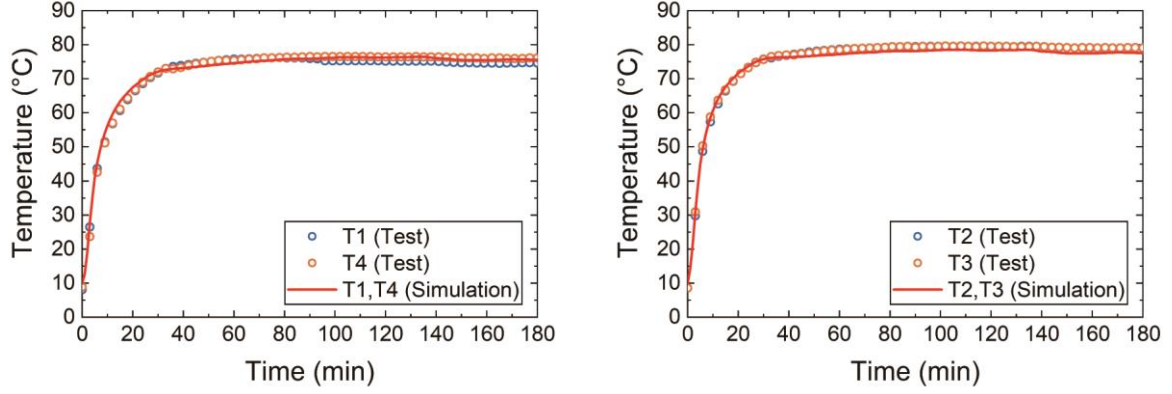 Temperature (°C)
90
80
70
60
50
40
30
20
10
0
T1 (Test)
T4 (Test)
T1,T4 (Simulation)
0 20 40 60 80 100 120 140 160 180
Time (min)
Temperature (°C)
90
80
70
60
50
40
30
20
10
0
T2 (Test)
T3 (Test)
T2,T3 (Simulation)
0 20 40 60 80 100 120 140 160 180
Time (min)